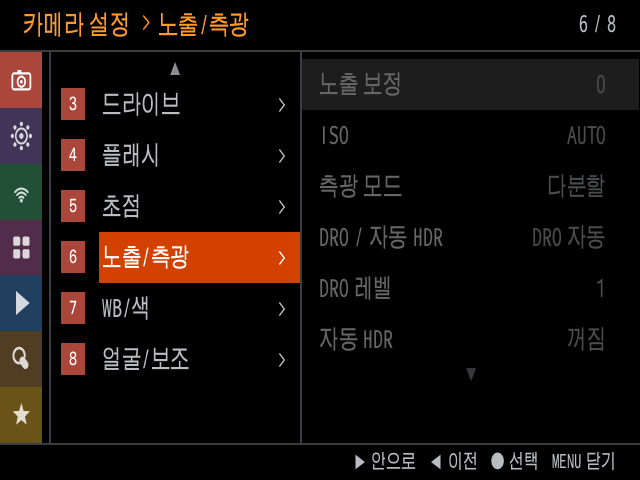 카메라 설정 > 노출/측광
6 / 8
3 드라이브 >
4 플래시 >
5 초점 >
6 노출/측광 >
7 WB/색 >
8 얼굴/보조 >
노출 보정 0
ISO AUTO
측광 모드 다분할
DRO / 자동 HDR DRO 자동
DRO 레벨 1
자동 HDR 꺼짐
▶ 안으로 ◀ 이전 ● 선택 MENU 닫기